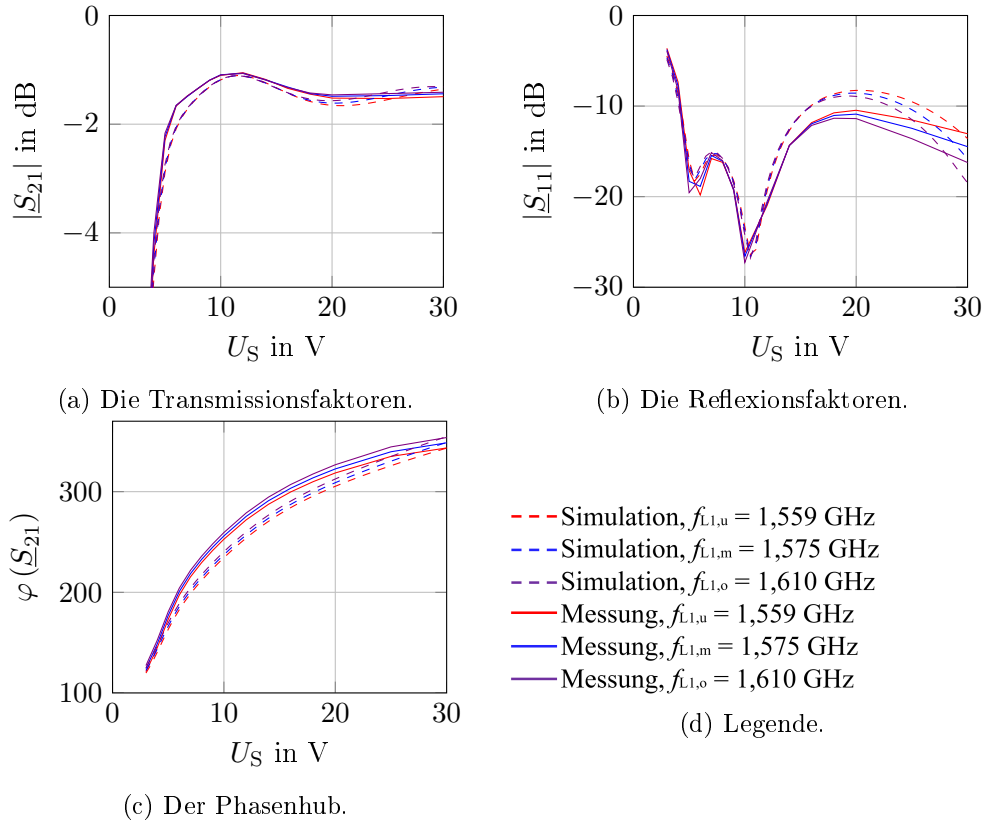 0
−2
−4
|S21| in dB
0 10 20 30
US in V
(a) Die Transmissionsfaktoren.
0
−10
−20
−30
|S11| in dB
0 10 20 30
US in V
(b) Die Reflexionsfaktoren.
300
200
100
φ (S21)
0 10 20 30
US in V
(c) Der Phasenhub.
Simulation, fL1,u = 1,559 GHz
Simulation, fL1,m = 1,575 GHz
Simulation, fL1,o = 1,610 GHz
Messung, fL1,u = 1,559 GHz
Messung, fL1,m = 1,575 GHz
Messung, fL1,o = 1,610 GHz
(d) Legende.